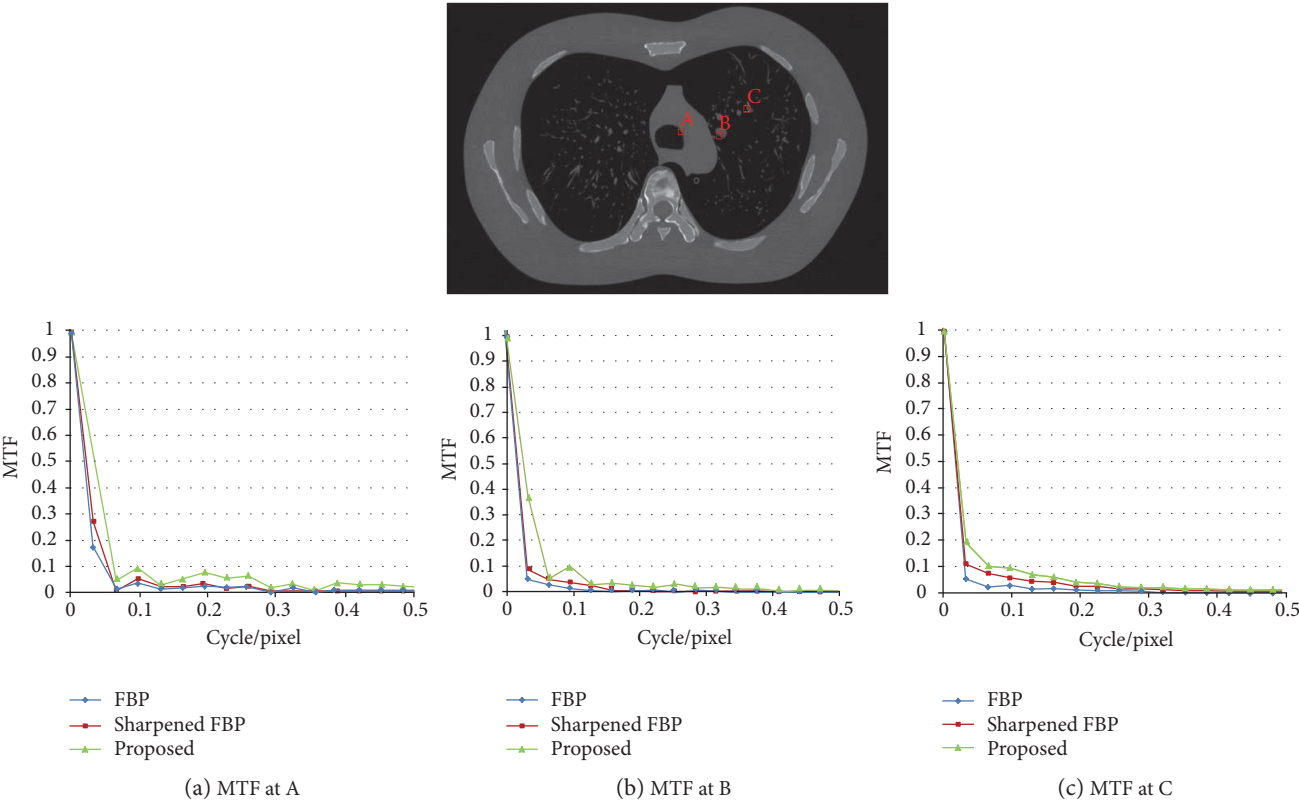 A
B
C
1
0.9
0.8
0.7
0.6
0.5
0.4
0.3
0.2
0.1
0
MTF
0 0.1 0.2 0.3 0.4 0.5
Cycle/pixel
FBP
Sharpened FBP
Proposed
(a) MTF at A
1
0.9
0.8
0.7
0.6
0.5
0.4
0.3
0.2
0.1
0
MTF
0 0.1 0.2 0.3 0.4 0.5
Cycle/pixel
FBP
Sharpened FBP
Proposed
(b) MTF at B
1
0.9
0.8
0.7
0.6
0.5
0.4
0.3
0.2
0.1
0
MTF
0 0.1 0.2 0.3 0.4 0.5
Cycle/pixel
FBP
Sharpened FBP
Proposed
(c) MTF at C